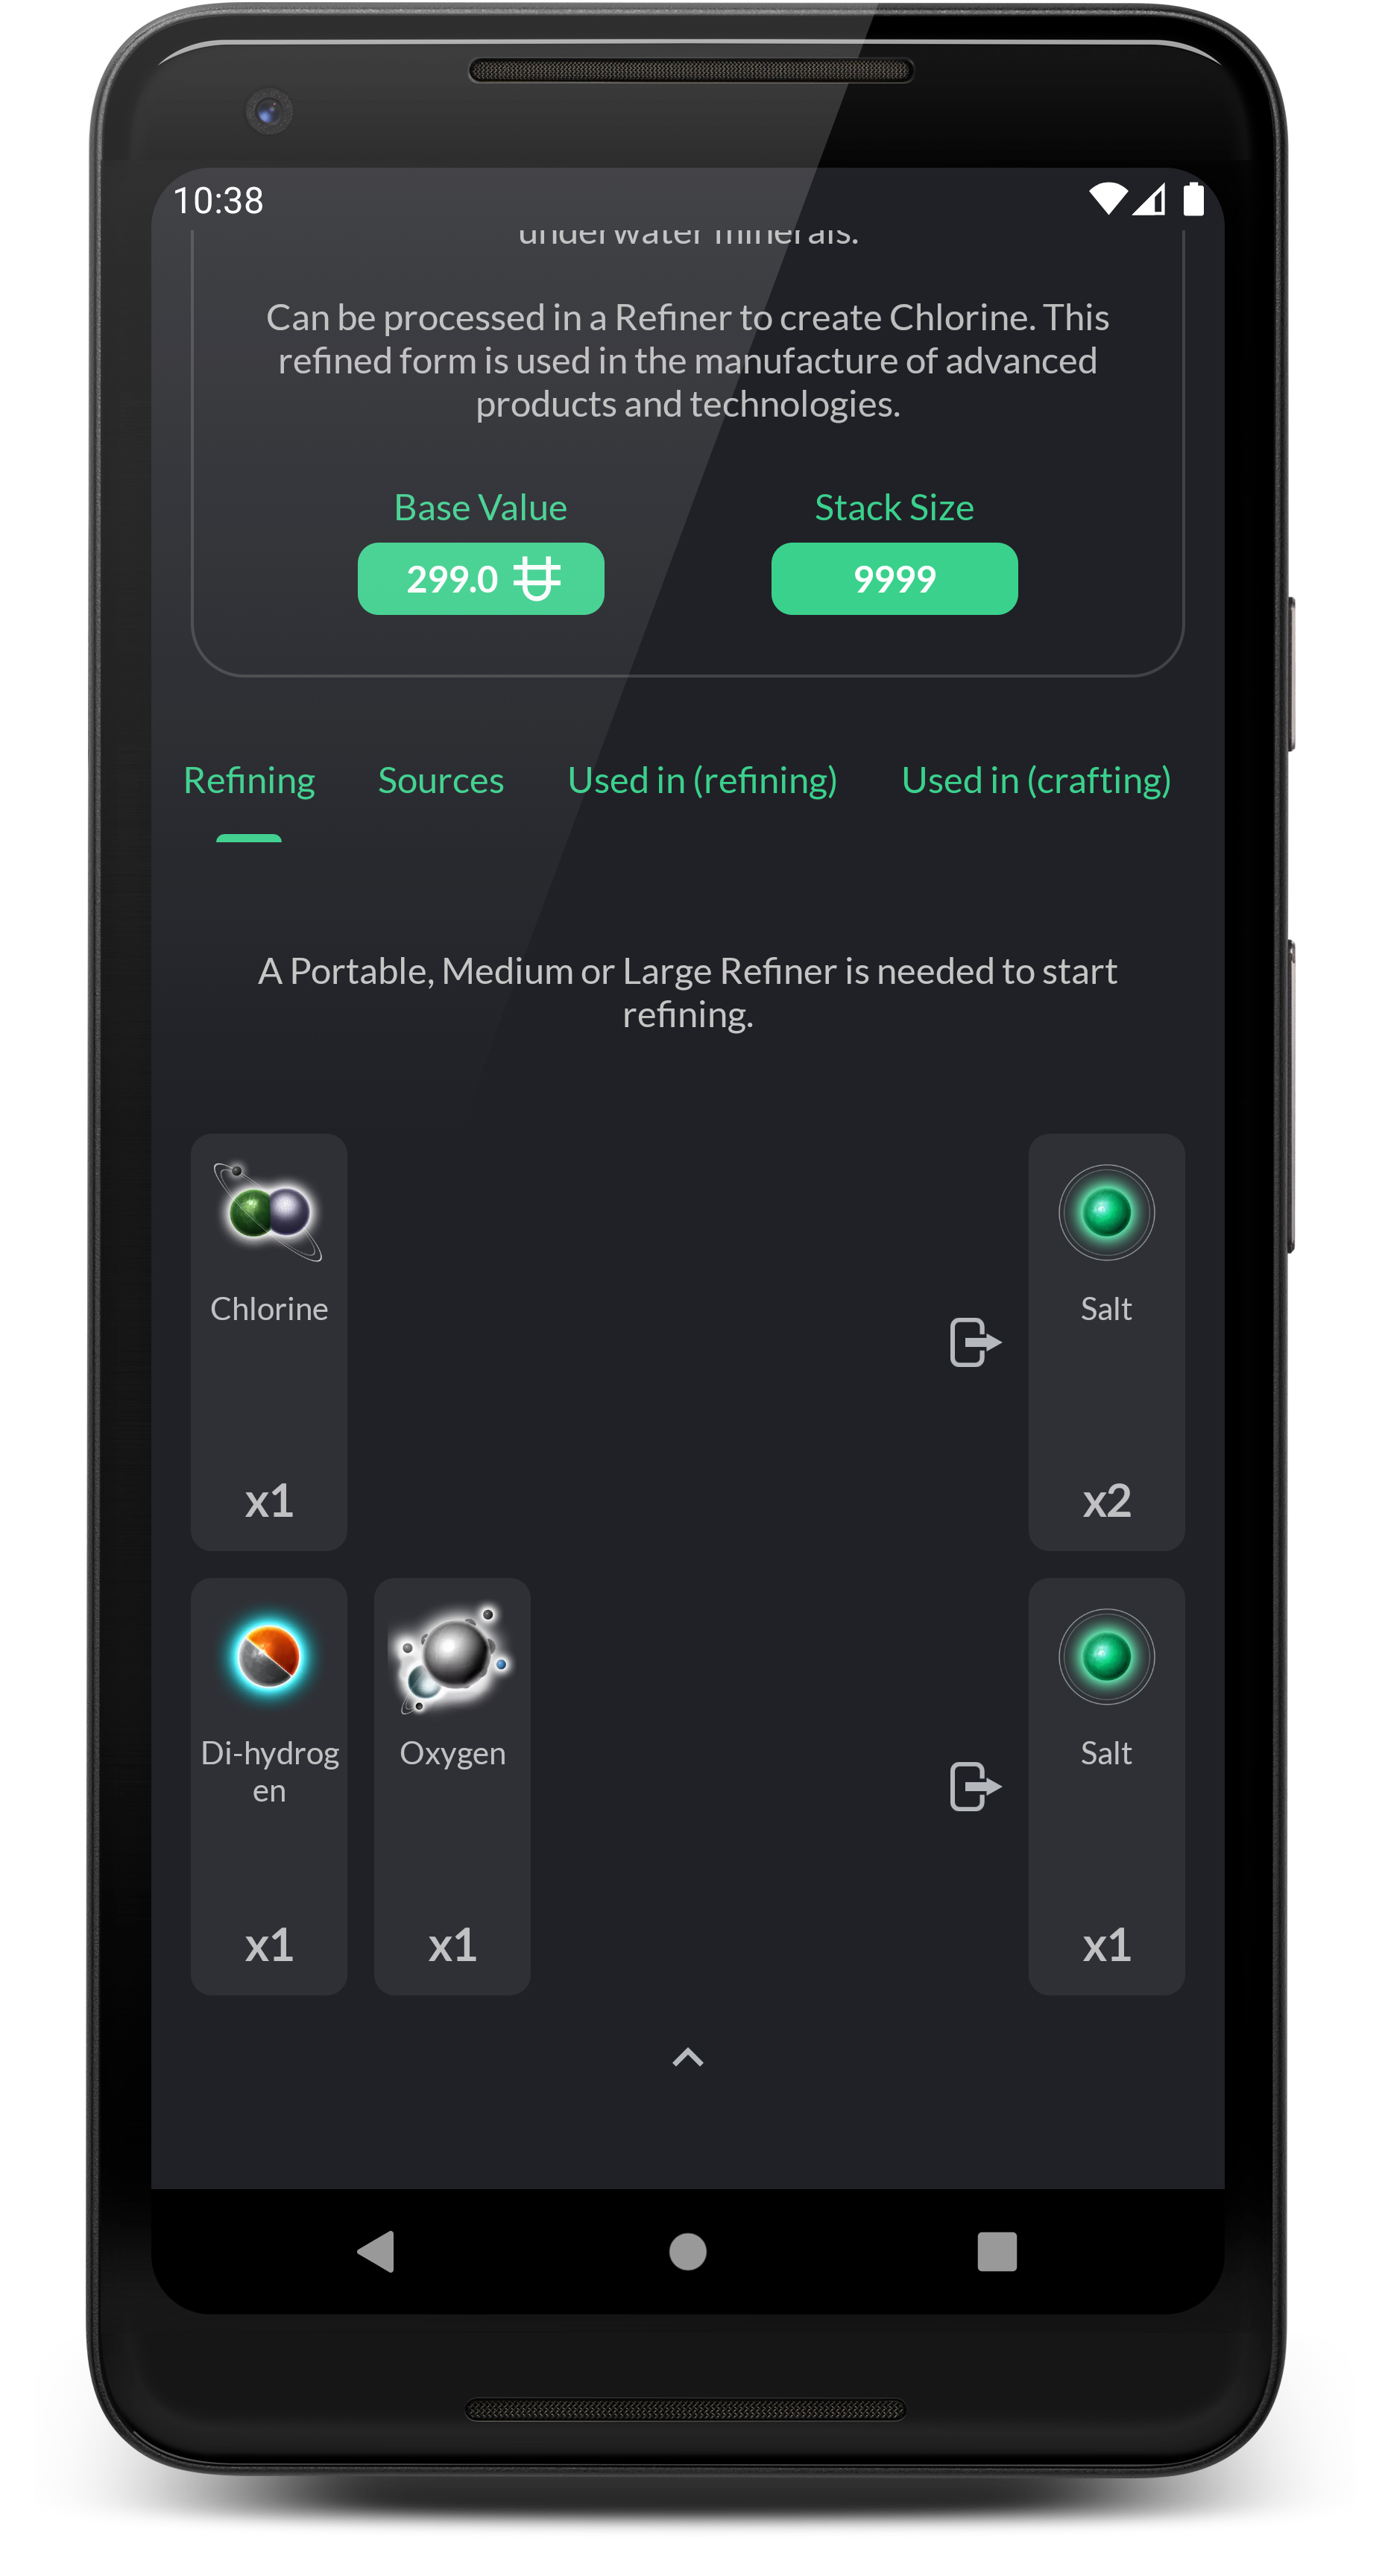 10:38
underwater minerals.
Can be processed in a Refiner to create Chlorine. This
refined form is used in the manufacture of advanced
products and technologies.
Base Value
Stack Size
299.0
9999
Refining
Sources
Used in (refining)
Used in (crafting)
A Portable, Medium or Large Refiner is needed to start
refining.
Chlorine
Salt
x1
x2
Di-hydrog
en
Oxygen
Salt
x1
x1
x1